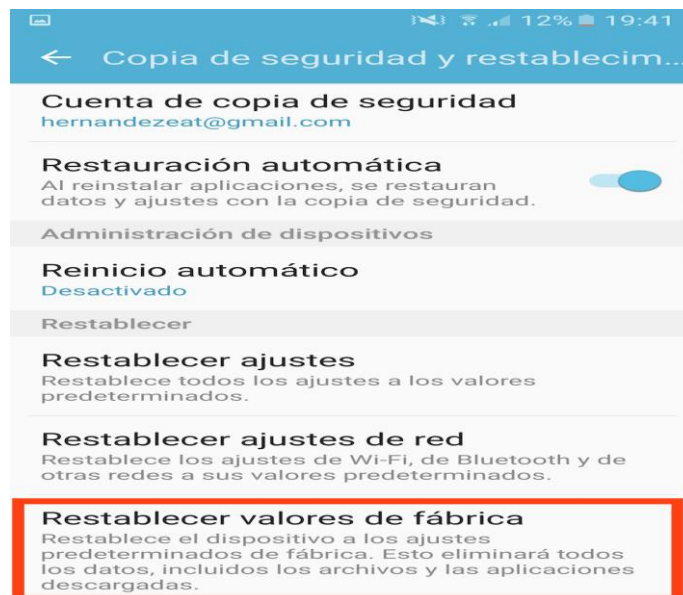 12% 19:41
Copia de seguridad y restablecim...
Cuenta de copia de seguridad
hernandezeat@gmail.com
Restauración automática
Al reinstalar aplicaciones, se restauran
datos y ajustes con la copia de seguridad.
Administración de dispositivos
Reinicio automático
Desactivado
Restablecer
Restablecer ajustes
Restablece todos los ajustes a los valores
predeterminados.
Restablecer ajustes de red
Restablece los ajustes de Wi-Fi, de Bluetooth y de
otras redes a sus valores predeterminados.
Restablecer valores de fábrica
Restablece el dispositivo a los ajustes
predeterminados de fábrica. Esto eliminará todos
los datos, incluidos los archivos y las aplicaciones
descargadas.